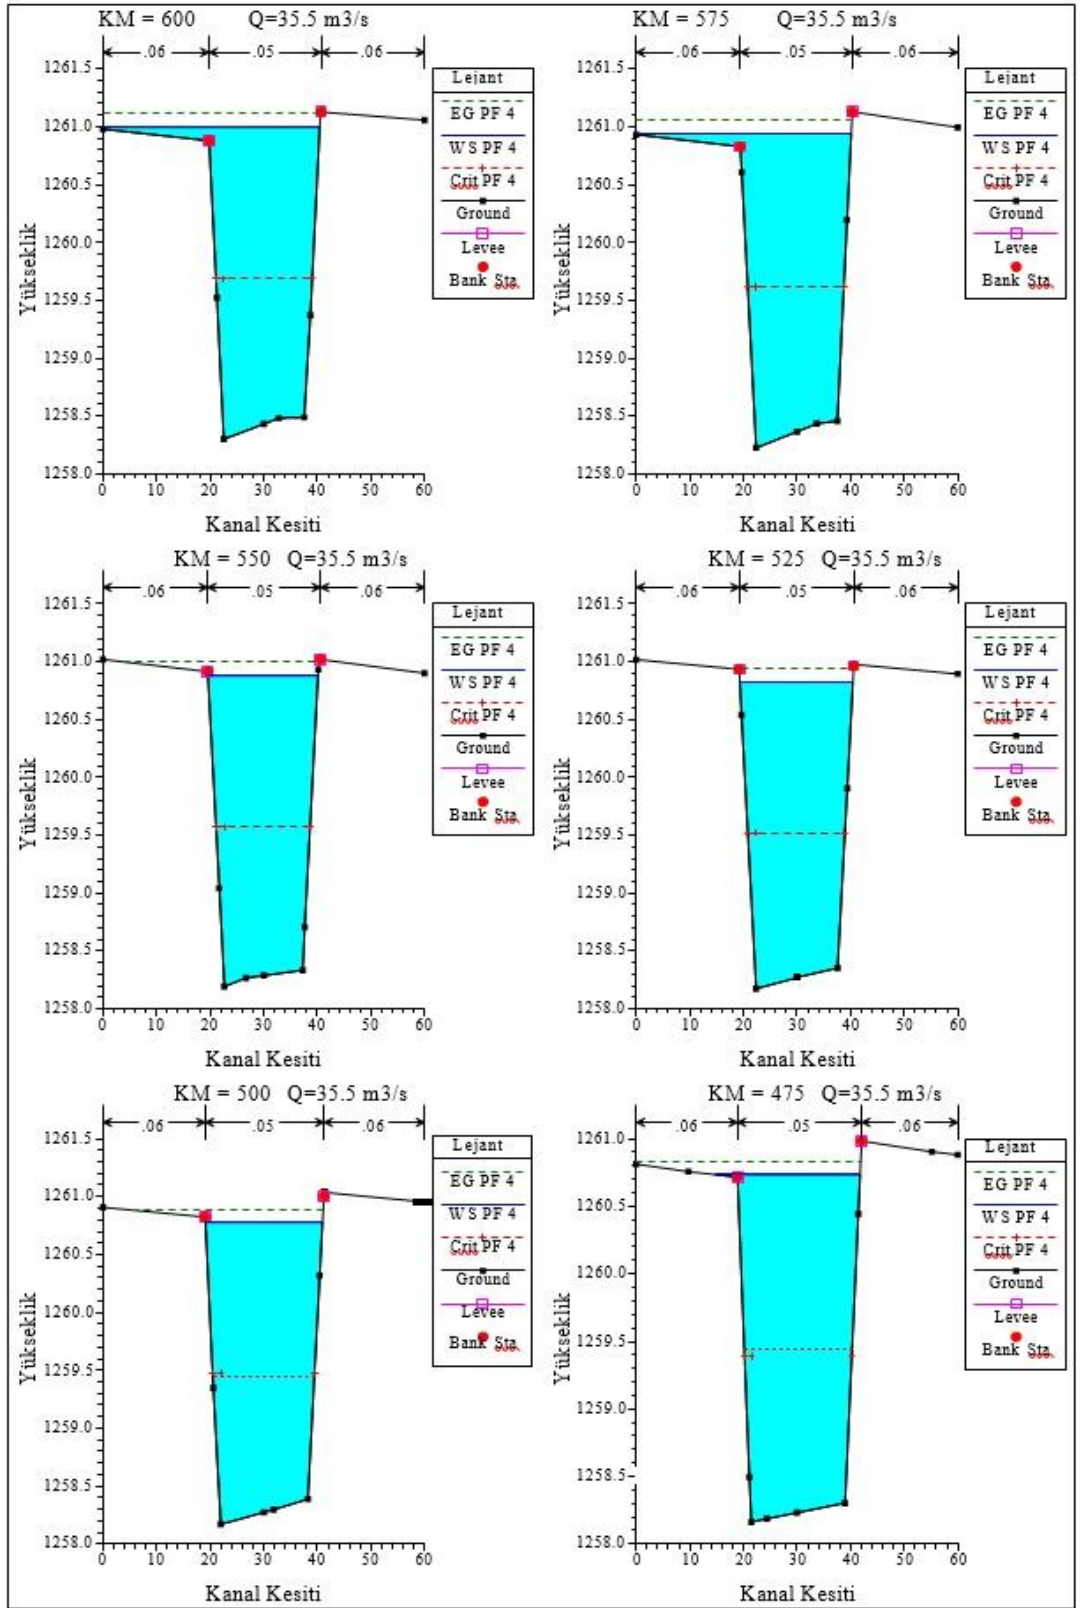 KM = 600 Q=35.5 m3/s
.06 .05 .06
1261.5
1261.0
1260.5
1260.0
1259.5
1259.0
1258.5
1258.0
0 10 20 30 40 50 60
Yükseklik
Kanal Kesiti
Lejant
EG PF 4
WS PF 4
Crit PF 4
Ground
Levee
Bank Sta
KM = 575 Q=35.5 m3/s
.06 .05 .06
1261.5
1261.0
1260.5
1260.0
1259.5
1259.0
1258.5
1258.0
0 10 20 30 40 50 60
Yükseklik
Kanal Kesiti
Lejant
EG PF 4
WS PF 4
Crit PF 4
Ground
Levee
Bank Sta
KM = 550 Q=35.5 m3/s
.06 .05 .06
1261.5
1261.0
1260.5
1260.0
1259.5
1259.0
1258.5
1258.0
0 10 20 30 40 50 60
Yükseklik
Kanal Kesiti
Lejant
EG PF 4
WS PF 4
Crit PF 4
Ground
Levee
Bank Sta
KM = 525 Q=35.5 m3/s
.06 .05 .06
1261.5
1261.0
1260.5
1260.0
1259.5
1259.0
1258.5
1258.0
0 10 20 30 40 50 60
Yükseklik
Kanal Kesiti
Lejant
EG PF 4
WS PF 4
Crit PF 4
Ground
Levee
Bank Sta
KM = 500 Q=35.5 m3/s
.06 .05 .06
1261.5
1261.0
1260.5
1260.0
1259.5
1259.0
1258.5
1258.0
0 10 20 30 40 50 60
Yükseklik
Kanal Kesiti
Lejant
EG PF 4
WS PF 4
Crit PF 4
Ground
Levee
Bank Sta
KM = 475 Q=35.5 m3/s
.06 .05 .06
1261.0
1260.5
1260.0
1259.5
1259.0
1258.5
1258.0
0 10 20 30 40 50 60
Yükseklik
Kanal Kesiti
Lejant
EG PF 4
WS PF 4
Crit PF 4
Ground
Levee
Bank Sta